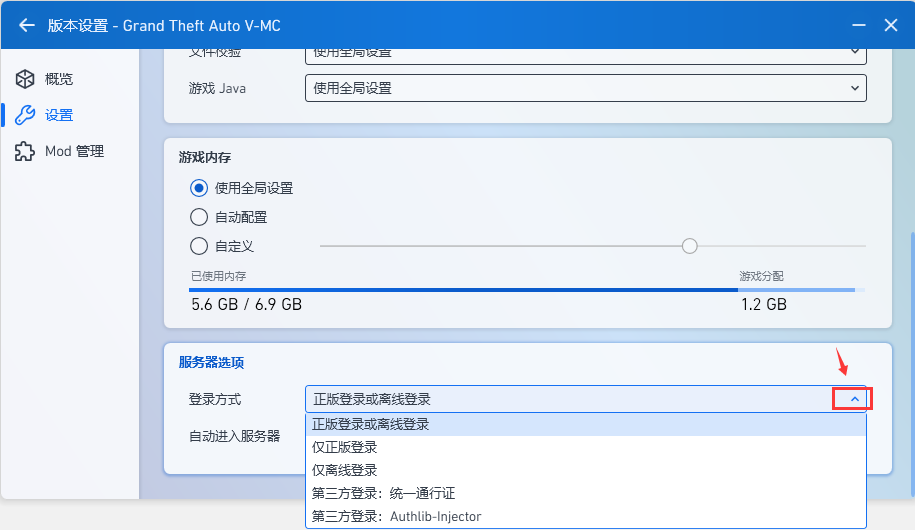 版本设置 - Grand Theft Auto V-MC
概览
设置
Mod 管理
文件校验 使用全局设置
游戏 Java 使用全局设置
游戏内存
使用全局设置
自动配置
自定义
已使用内存 游戏分配
5.6 GB / 6.9 GB 1.2 GB
服务器选项
登录方式 正版登录或离线登录
自动进入服务器
正版登录或离线登录
仅正版登录
仅离线登录
第三方登录：统一通行证
第三方登录：Authlib-Injector